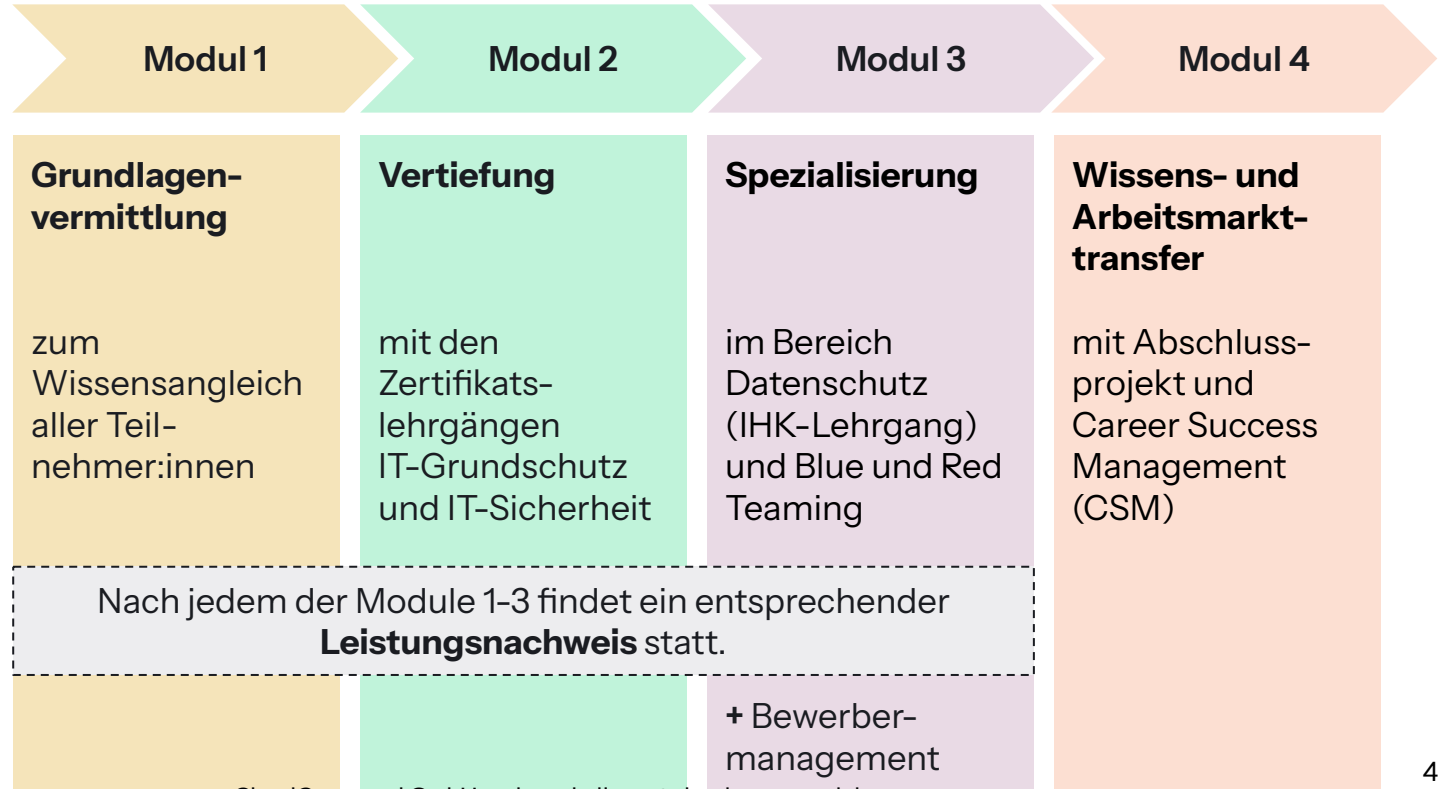 Modul 1
Modul 2
Modul 3
Modul 4
Grundlagen-
vermittlung
zum
Wissensangleich
aller Teil-
nehmer:innen
Vertiefung
mit den
Zertifikats-
lehrgängen
IT-Grundschutz
und IT-Sicherheit
Spezialisierung
im Bereich
Datenschutz
(IHK-Lehrgang)
und Blue und Red
Teaming
Wissens- und
Arbeitsmarkt-
transfer
mit Abschluss-
projekt und
Career Success
Management
(CSM)
Nach jedem der Module 1-3 findet ein entsprechender
Leistungsnachweis statt.
+ Bewerber-
management
4